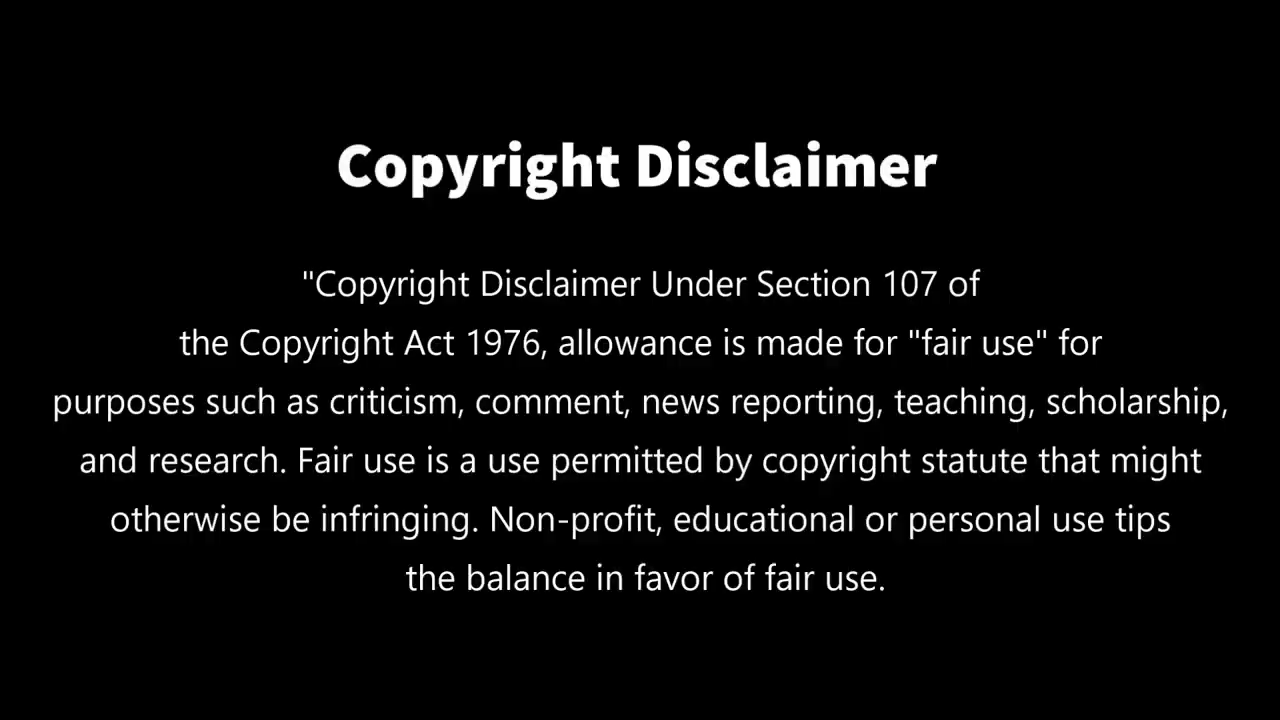 Copyright Disclaimer
"Copyright Disclaimer Under Section 107 of
the Copyright Act 1976, allowance is made for "fair use" for
purposes such as criticism, comment, news reporting, teaching, scholarship,
and research. Fair use is a use permitted by copyright statute that might
otherwise be infringing. Non-profit, educational or personal use tips
the balance in favor of fair use.